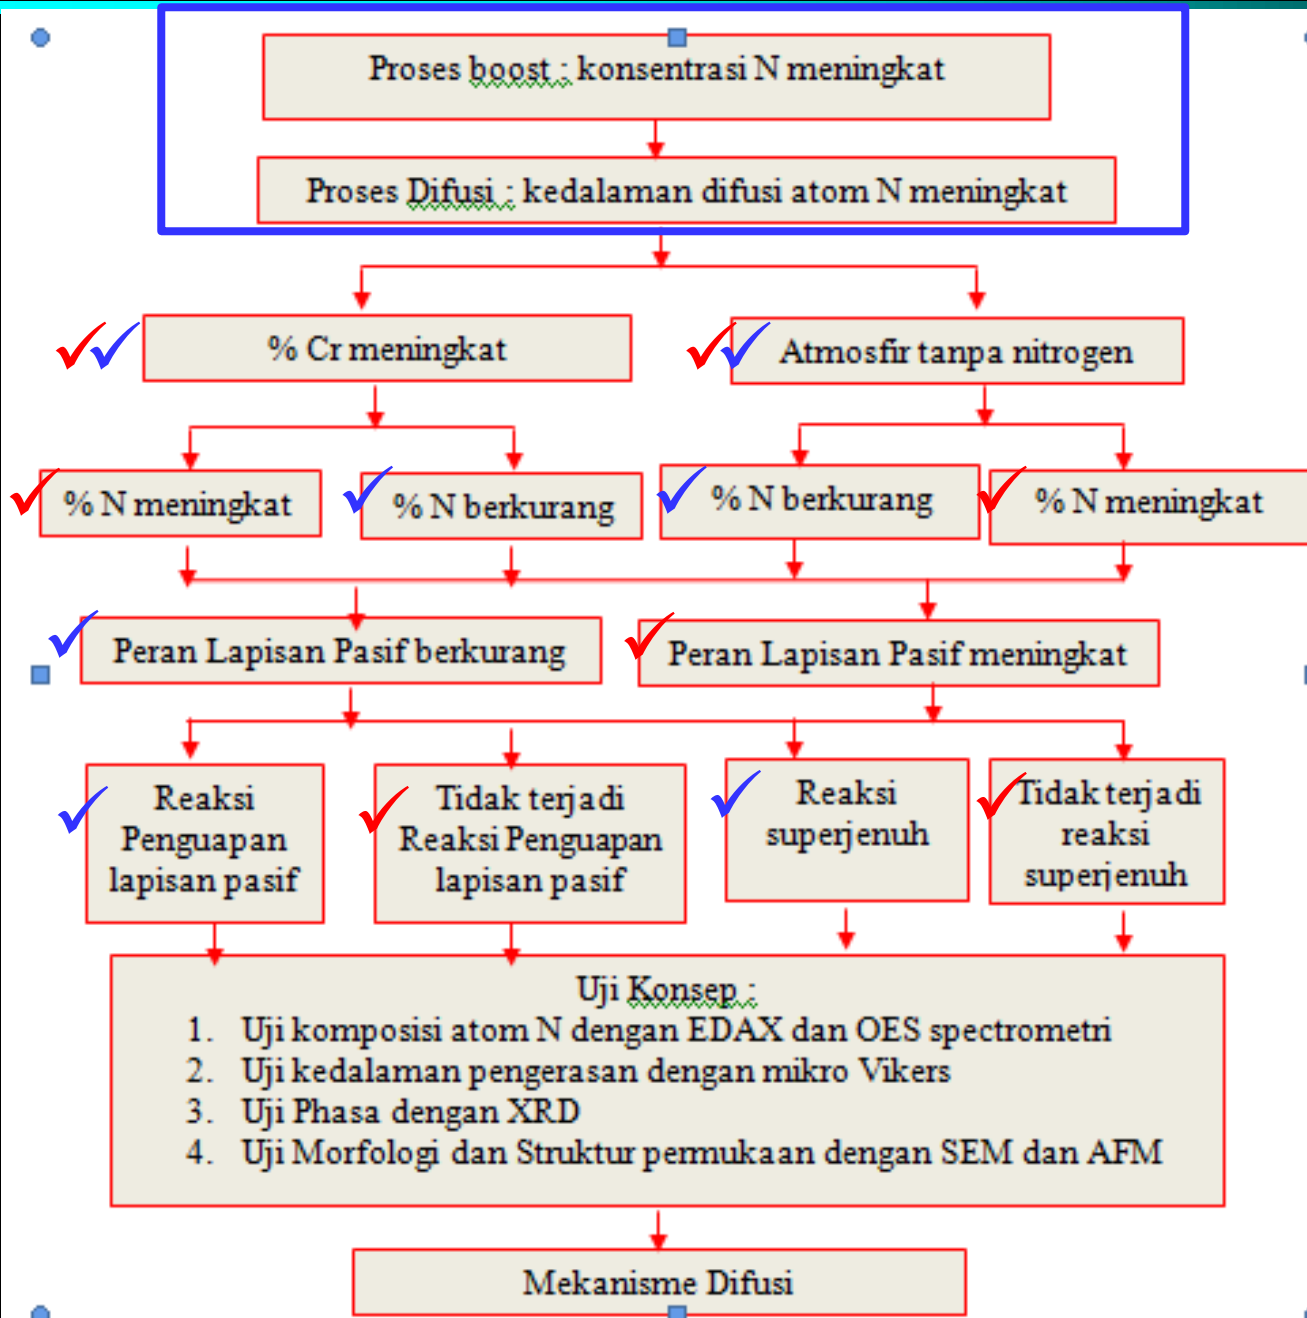 Proses boost : konsentrasi N meningkat
Proses Difusi : kedalaman difusi atom N meningkat
% Cr meningkat
Atmosfir tanpa nitrogen
% N meningkat
% N berkurang
% N berkurang
% N meningkat
Peran Lapisan Pasif berkurang
Peran Lapisan Pasif meningkat
Reaksi
Penguapan
lapisan pasif
Tidak terjadi
Reaksi Penguapan
lapisan pasif
Reaksi
superjenuh
Tidak terjadi
reaksi
superjenuh
Uji Konsep :
1. Uji komposisi atom N dengan EDAX dan OES spectrometri
2. Uji kedalaman pengerasan dengan mikro Vikers
3. Uji Phasa dengan XRD
4. Uji Morfologi dan Struktur permukaan dengan SEM dan AFM
Mekanisme Difusi